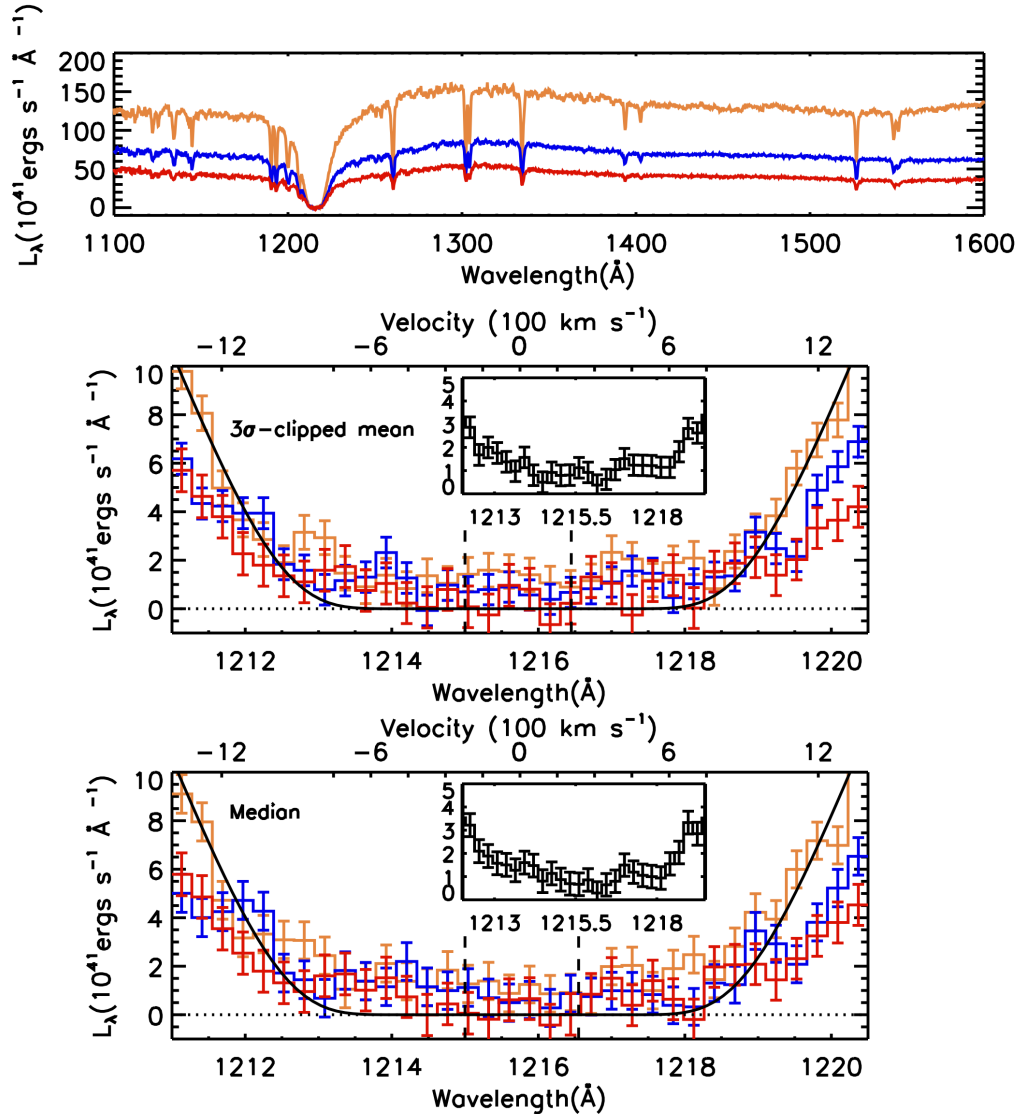 200
150
100
50
0
L_λ(10^41 ergs s^−1 Å^−1)
1100 1200 1300 1400 1500 1600
Wavelength(Å)
Velocity (100 km s^−1)
−12 −6 0 6 12
10
8
6
4
2
0
L_λ(10^41 ergs s^−1 Å^−1)
3σ−clipped mean
5
4
3
2
1
0
1213 1215.5 1218
1212 1214 1216 1218 1220
Wavelength(Å)
Velocity (100 km s^−1)
−12 −6 0 6 12
10
8
6
4
2
0
L_λ(10^41 ergs s^−1 Å^−1)
Median
5
4
3
2
1
0
1213 1215.5 1218
1212 1214 1216 1218 1220
Wavelength(Å)